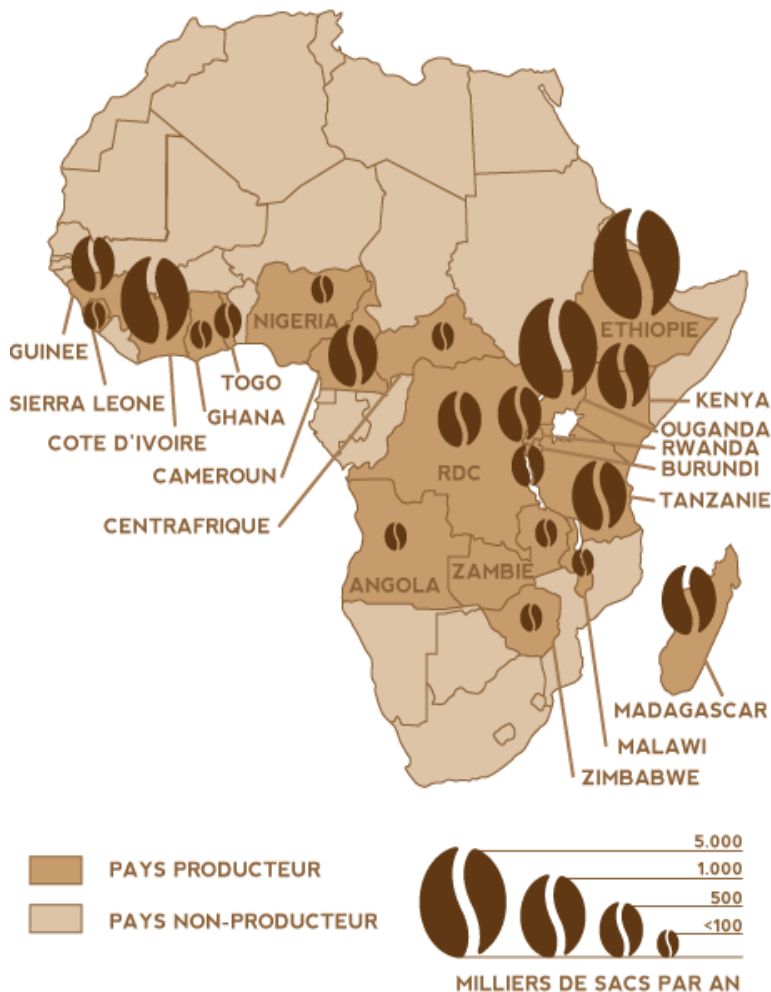 NIGERIA
ETHIOPIE
GUINEE
TOGO
SIERRA LEONE
GHANA
KENYA
COTE D'IVOIRE
OUGANDA
RWANDA
CAMEROUN
RDC
BURUNDI
TANZANIE
CENTRAFRIQUE
ZAMBIE
ANGOLA
MADAGASCAR
MALAWI
ZIMBABWE
PAYS PRODUCTEUR
PAYS NON-PRODUCTEUR
5.000
1.000
500
<100
MILLIERS DE SACS PAR AN